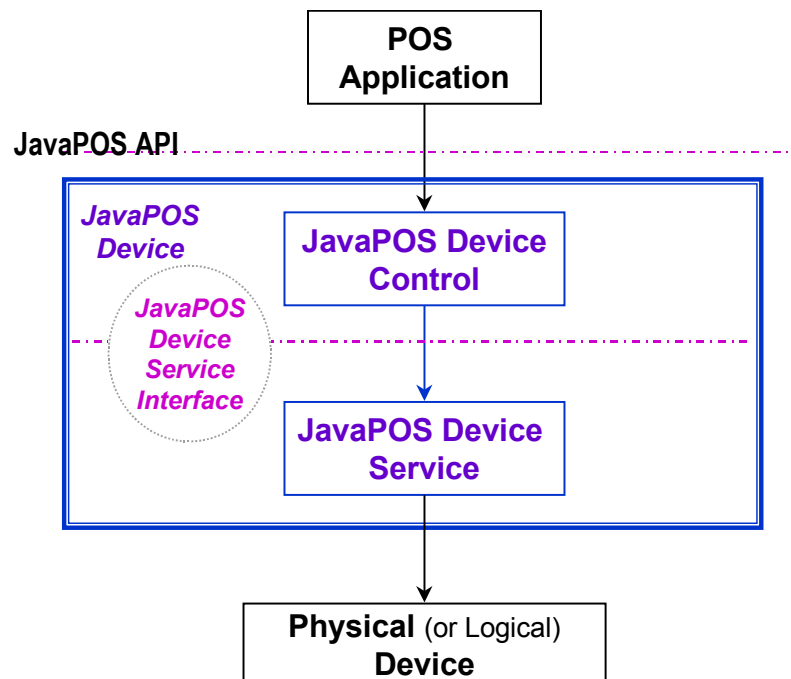 POS
Application
JavaPOS API
JavaPOS
Device
JavaPOS Device
Control
JavaPOS
Device
Service
Interface
JavaPOS Device
Service
Physical (or Logical)
Device